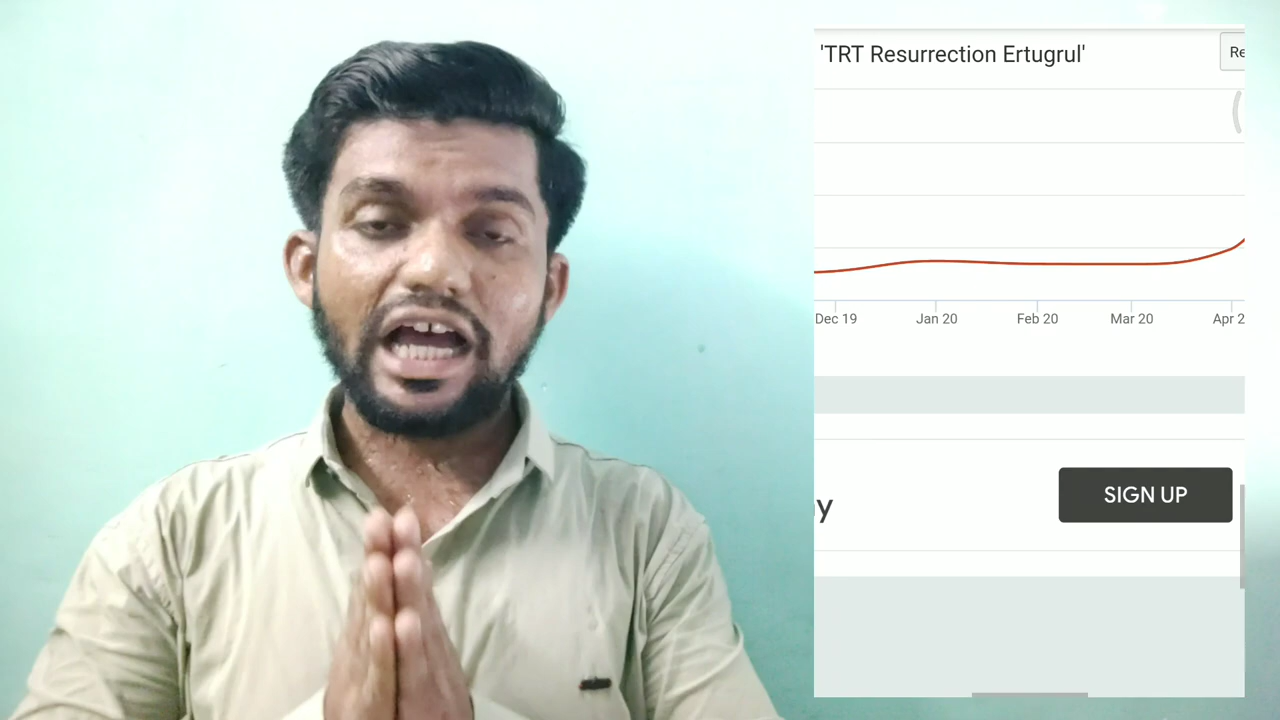 'TRT Resurrection Ertugrul'
Dec 19
Jan 20
Feb 20
Mar 20
SIGN UP